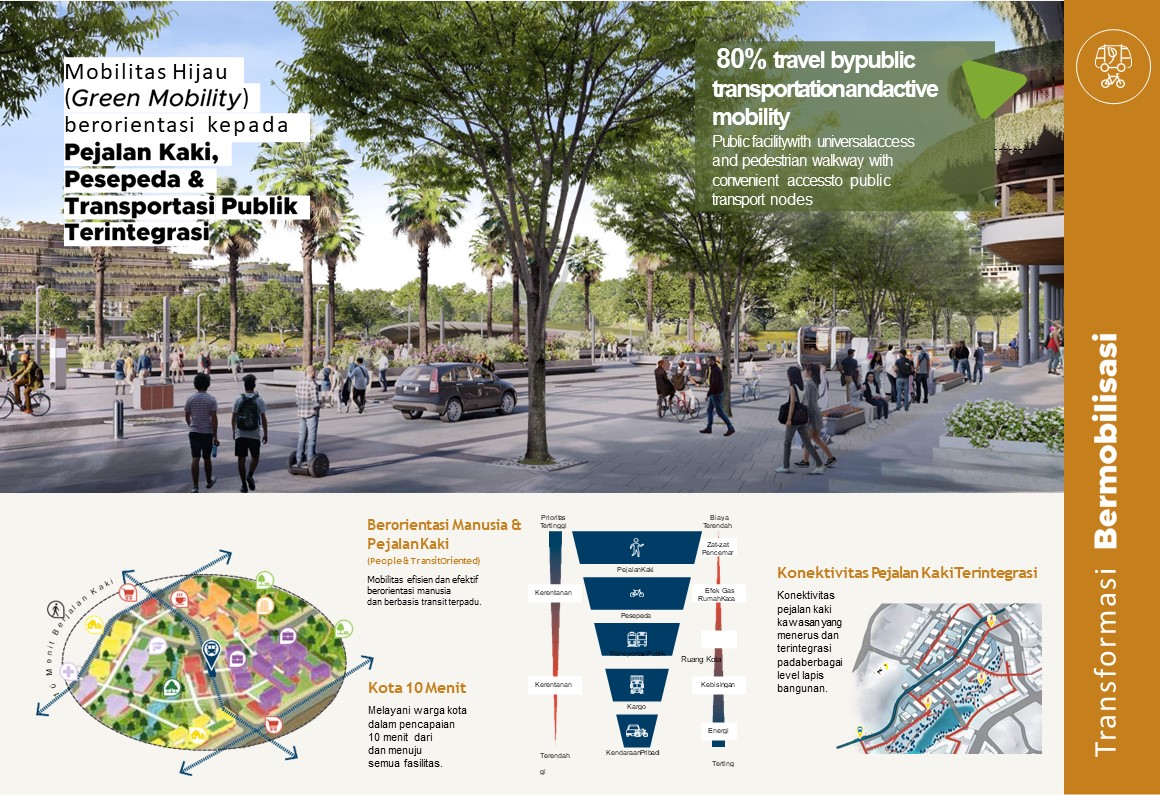 Mobilitas Hijau
(Green Mobility)
berorientasi kepada
Pejalan Kaki,
Pesepeda &
Transportasi Publik
Terintegrasi
80% travel bypublic
transportationandactive
mobility
Public facilitywith universalaccess
and pedestrian walkway with
convenient accessto public
transport nodes
Transformasi Bermobilisasi
Menit Berjalan Kaki
Berorientasi Manusia &
PejalanKaki
(People & TransitOriented)
Mobilitas efisien dan efektif
berorientasi manusia
dan berbasis transit terpadu.
Kota 10 Menit
Melayani warga kota
dalam pencapaian
10 menit dari
dan menuju
semua fasilitas.
Prioritas
Tertinggi
Kerentanan
Kerentanan
Terendah
gi
PejalanKaki
Pesepeda
Transportasi Publik
Kargo
KendaraanPribadi
Biaya
Terendah
Zat-zat
Pencemar
Efek Gas
RumahKaca
Ruang Kota
Kebisingan
Energi
Terting
Konektivitas Pejalan KakiTerintegrasi
Konektivitas
pejalan kaki
kawasan yang
menerus dan
terintegrasi
padaberbagai
level lapis
bangunan.